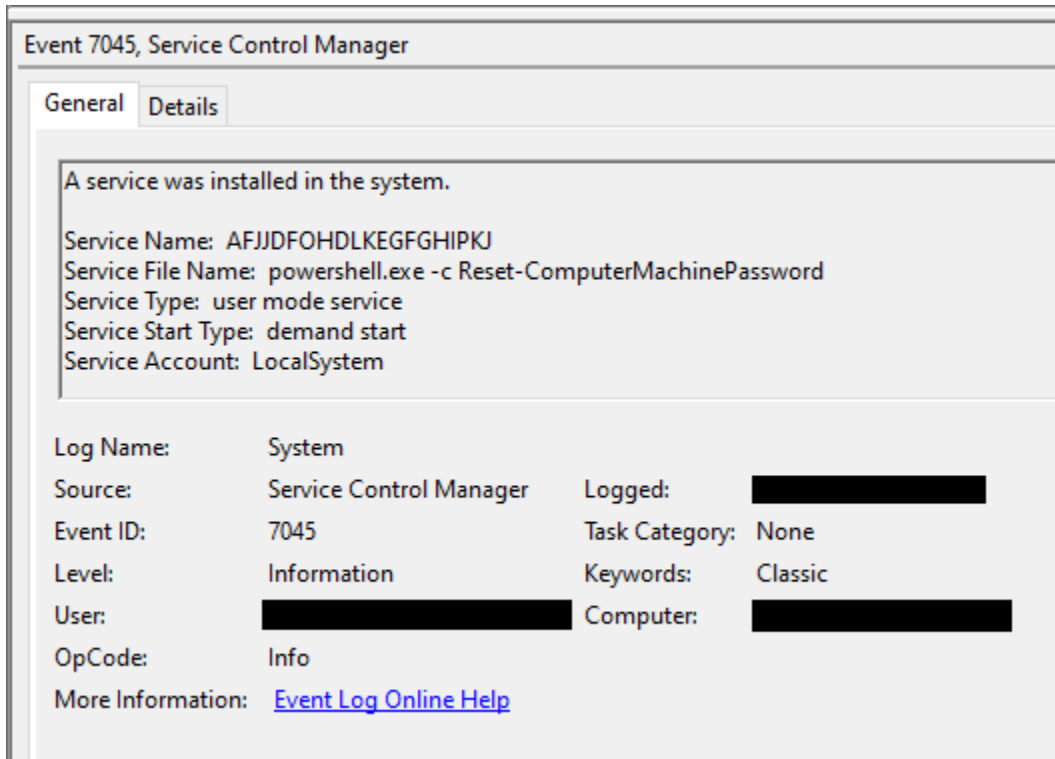 Event 7045, Service Control Manager
General Details
A service was installed in the system.
Service Name: AFJJDFOHDLKEGFGHIPKJ
Service File Name: powershell.exe -c Reset-ComputerMachinePassword
Service Type: user mode service
Service Start Type: demand start
Service Account: LocalSystem
Log Name: System
Source: Service Control Manager Logged:
Event ID: 7045 Task Category: None
Level: Information Keywords: Classic
User: Computer:
OpCode: Info
More Information: Event Log Online Help